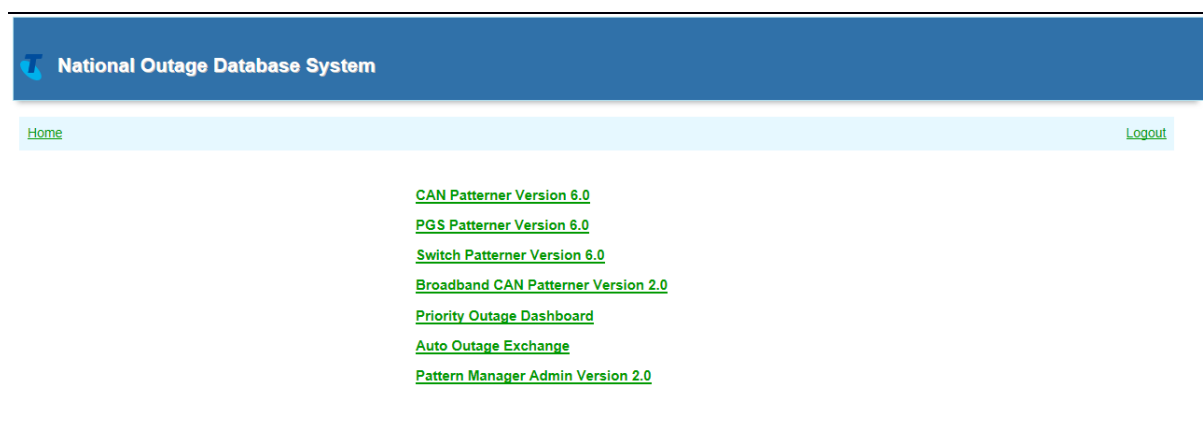 National Outage Database System
Home Logout
CAN Patterner Version 6.0
PGS Patterner Version 6.0
Switch Patterner Version 6.0
Broadband CAN Patterner Version 2.0
Priority Outage Dashboard
Auto Outage Exchange
Pattern Manager Admin Version 2.0